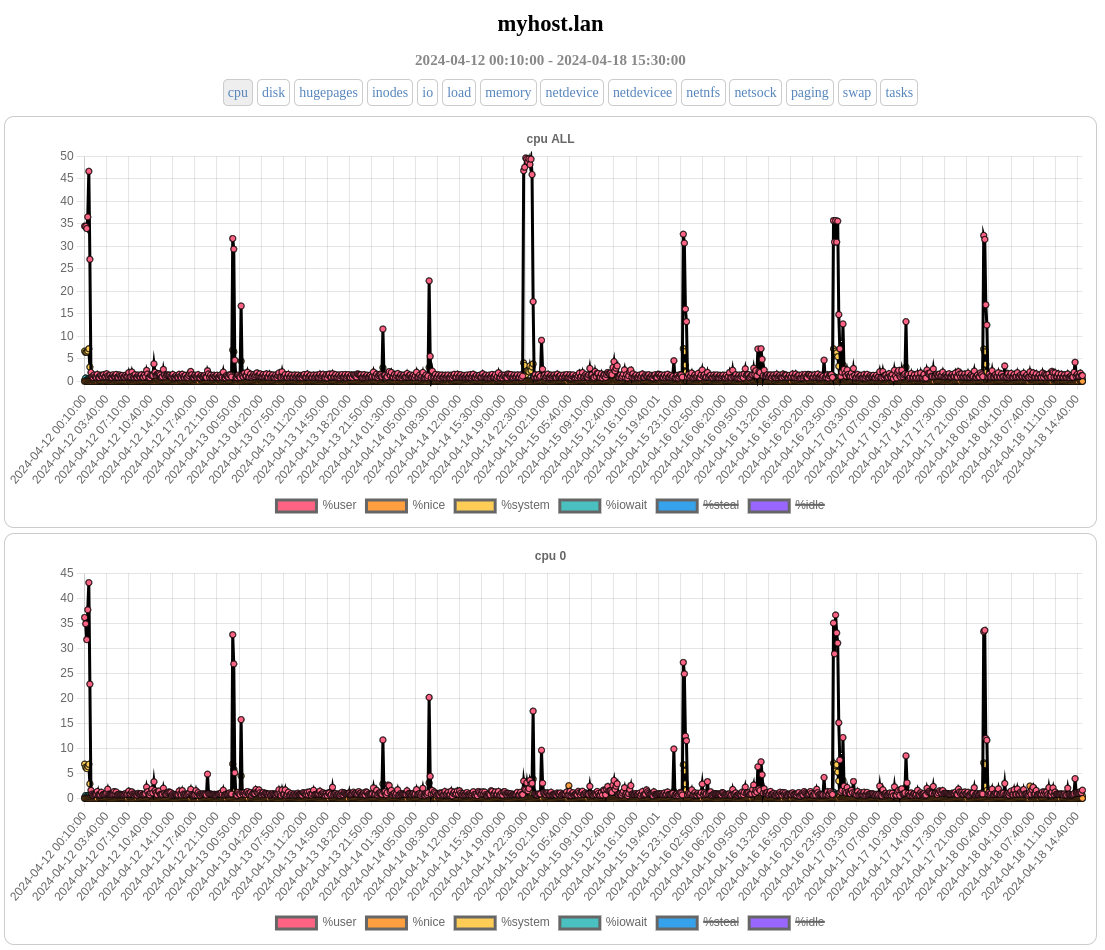 myhost.lan
2024-04-12 00:10:00 - 2024-04-18 15:30:00
cpu disk hugepages inodes io load memory netdevice netdevicee netnfs netsock paging swap tasks
cpu ALL
50
45
40
35
30
25
20
15
10
5
0
2024-04-12 00:10:00 2024-04-12 03:40:00 2024-04-12 07:10:00 2024-04-12 10:40:00 2024-04-12 14:10:00 2024-04-12 17:40:00 2024-04-12 21:10:00 2024-04-13 00:50:00 2024-04-13 04:20:00 2024-04-13 07:50:00 2024-04-13 11:20:00 2024-04-13 14:50:00 2024-04-13 18:20:00 2024-04-13 21:50:00 2024-04-14 01:30:00 2024-04-14 05:00:00 2024-04-14 08:30:00 2024-04-14 12:00:00 2024-04-14 15:30:00 2024-04-14 19:00:00 2024-04-14 22:30:00 2024-04-15 02:10:00 2024-04-15 05:40:00 2024-04-15 09:10:00 2024-04-15 12:40:00 2024-04-15 16:10:00 2024-04-15 19:40:01 2024-04-15 23:10:00 2024-04-16 02:50:00 2024-04-16 06:20:00 2024-04-16 09:50:00 2024-04-16 13:20:00 2024-04-16 16:50:00 2024-04-16 20:20:00 2024-04-16 23:50:00 2024-04-17 03:30:00 2024-04-17 07:00:00 2024-04-17 10:30:00 2024-04-17 14:00:00 2024-04-17 17:30:00 2024-04-17 21:00:00 2024-04-18 00:40:00 2024-04-18 04:10:00 2024-04-18 07:40:00 2024-04-18 11:10:00 2024-04-18 14:40:00
%user %nice %system %iowait %steal %idle
cpu 0
45
40
35
30
25
20
15
10
5
0
2024-04-12 00:10:00 2024-04-12 03:40:00 2024-04-12 07:10:00 2024-04-12 10:40:00 2024-04-12 14:10:00 2024-04-12 17:40:00 2024-04-12 21:10:00 2024-04-13 00:50:00 2024-04-13 04:20:00 2024-04-13 07:50:00 2024-04-13 11:20:00 2024-04-13 14:50:00 2024-04-13 18:20:00 2024-04-13 21:50:00 2024-04-14 01:30:00 2024-04-14 05:00:00 2024-04-14 08:30:00 2024-04-14 12:00:00 2024-04-14 15:30:00 2024-04-14 19:00:00 2024-04-14 22:30:00 2024-04-15 02:10:00 2024-04-15 05:40:00 2024-04-15 09:10:00 2024-04-15 12:40:00 2024-04-15 16:10:00 2024-04-15 19:40:01 2024-04-15 23:10:00 2024-04-16 02:50:00 2024-04-16 06:20:00 2024-04-16 09:50:00 2024-04-16 13:20:00 2024-04-16 16:50:00 2024-04-16 20:20:00 2024-04-16 23:50:00 2024-04-17 03:30:00 2024-04-17 07:00:00 2024-04-17 10:30:00 2024-04-17 14:00:00 2024-04-17 17:30:00 2024-04-17 21:00:00 2024-04-18 00:40:00 2024-04-18 04:10:00 2024-04-18 07:40:00 2024-04-18 11:10:00 2024-04-18 14:40:00
%user %nice %system %iowait %steal %idle